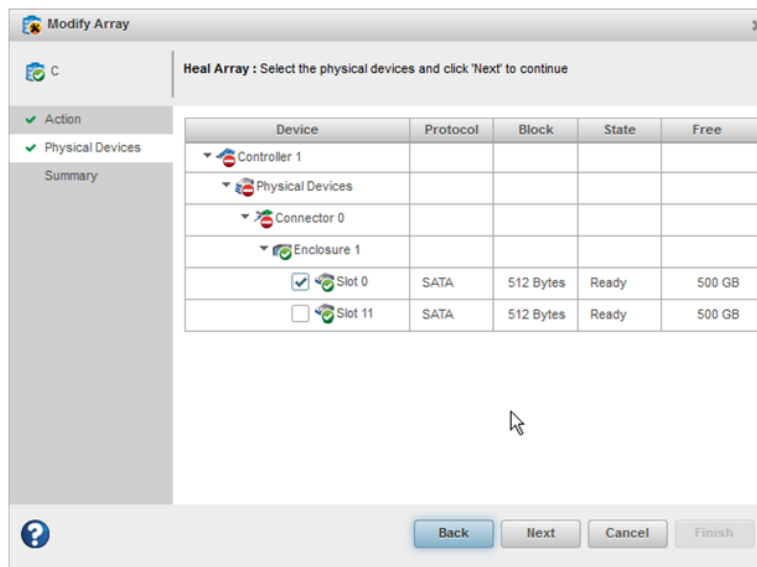 Modify Array
C
Heal Array : Select the physical devices and click 'Next' to continue
Action
Physical Devices
Summary
Device Protocol Block State Free
Controller 1
Physical Devices
Connector 0
Enclosure 1
Slot 0 SATA 512 Bytes Ready 500 GB
Slot 11 SATA 512 Bytes Ready 500 GB
? Back Next Cancel Finish